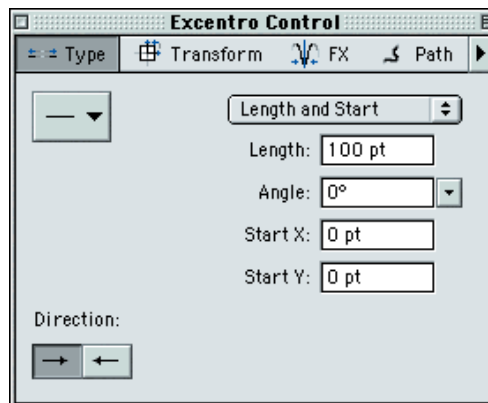 Excentro Control
Type Transform FX Path
Length and Start
Length: 100 pt
Angle: 0°
Start X: 0 pt
Start Y: 0 pt
Direction: